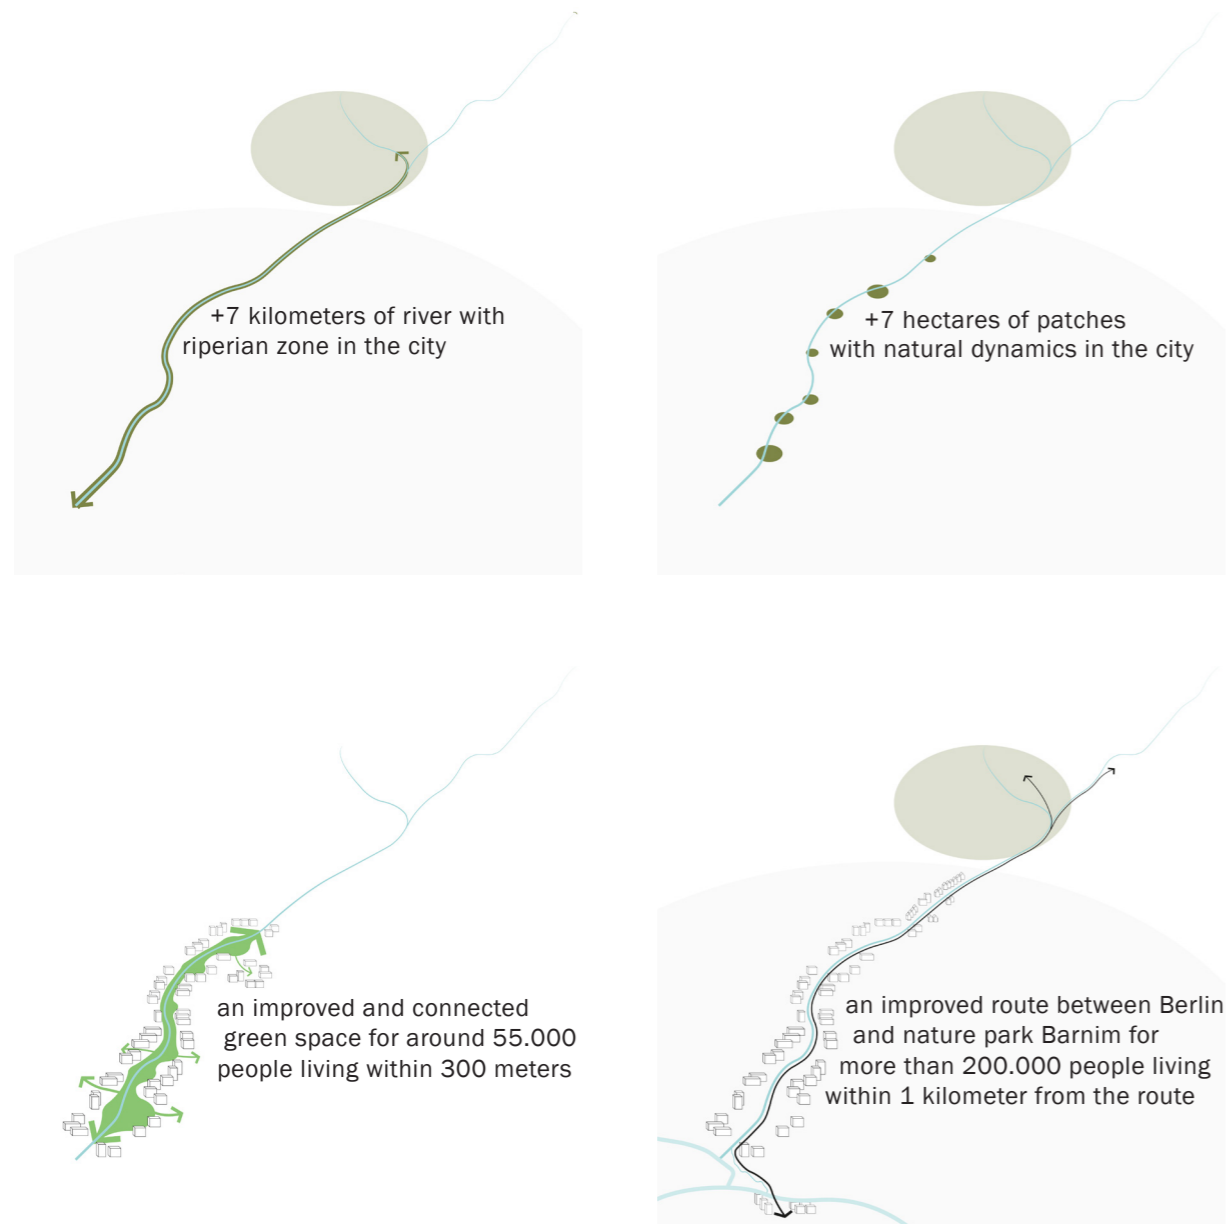 +7 kilometers of river with
riperian zone in the city
+7 hectares of patches
with natural dynamics in the city
an improved and connected
green space for around 55.000
people living within 300 meters
an improved route between Berlin
and nature park Barnim for
more than 200.000 people living
within 1 kilometer from the route